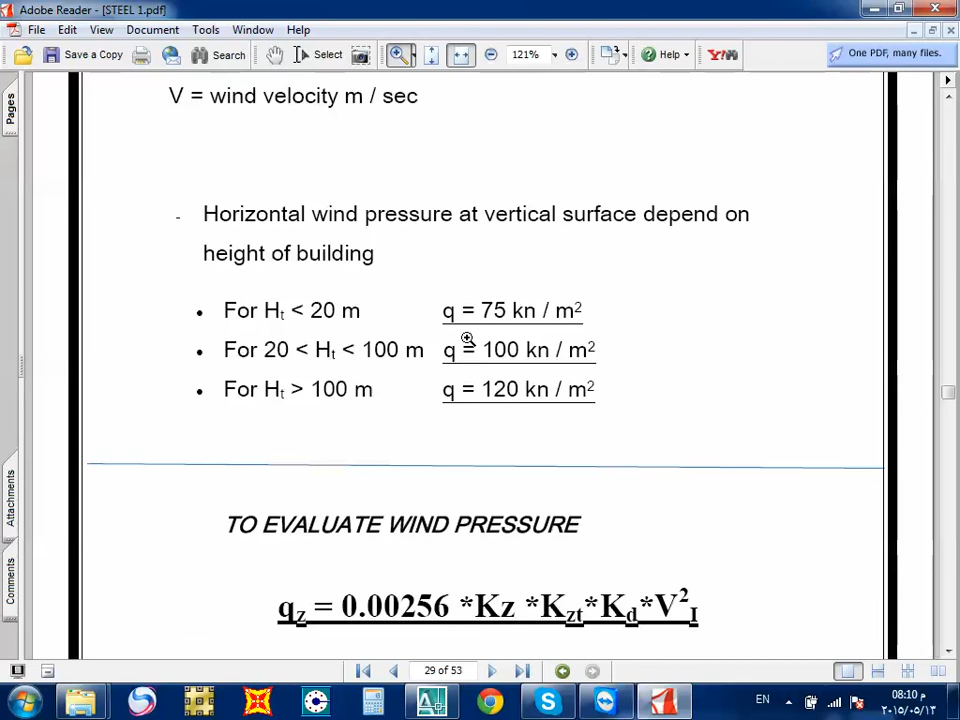 Adobe Reader - [STEEL 1.pdf]
File Edit View Document Tools Window Help
Save a Copy Search Select 121% Help Y!
One PDF, many files.
Pages
Attachments
Comments
V = wind velocity m / sec
- Horizontal wind pressure at vertical surface depend on
height of building
• For Ht < 20 m q = 75 kn / m²
• For 20 < Ht < 100 m q = 100 kn / m²
• For Ht > 100 m q = 120 kn / m²
TO EVALUATE WIND PRESSURE
qz = 0.00256 *Kz *Kzt*Kd*V²I
29 of 53
EN
08:10 م
٢٠١٥/٠٥/١٣